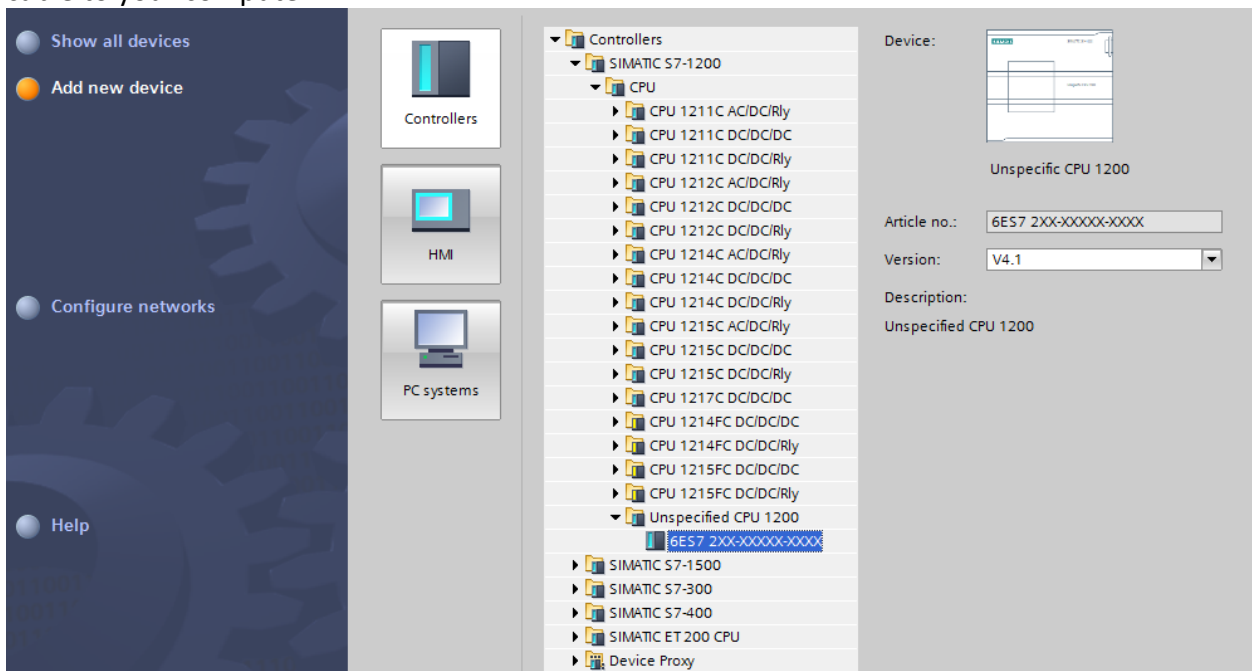 Show all devices
Add new device
Configure networks
Help
Controllers
HMI
PC systems
Controllers
SIMATIC S7-1200
CPU
CPU 1211C AC/DC/Rly
CPU 1211C DC/DC/DC
CPU 1211C DC/DC/Rly
CPU 1212C AC/DC/Rly
CPU 1212C DC/DC/DC
CPU 1212C DC/DC/Rly
CPU 1214C AC/DC/Rly
CPU 1214C DC/DC/DC
CPU 1214C DC/DC/Rly
CPU 1215C AC/DC/Rly
CPU 1215C DC/DC/DC
CPU 1215C DC/DC/Rly
CPU 1217C DC/DC/DC
CPU 1214FC DC/DC/DC
CPU 1214FC DC/DC/Rly
CPU 1215FC DC/DC/DC
CPU 1215FC DC/DC/Rly
Unspecified CPU 1200
6ES7 2XX-XXXXX-XXXX
SIMATIC S7-1500
SIMATIC S7-300
SIMATIC S7-400
SIMATIC ET 200 CPU
Device Proxy
Device:
Unspecific CPU 1200
Article no.: 6ES7 2XX-XXXXX-XXXX
Version: V4.1
Description:
Unspecified CPU 1200